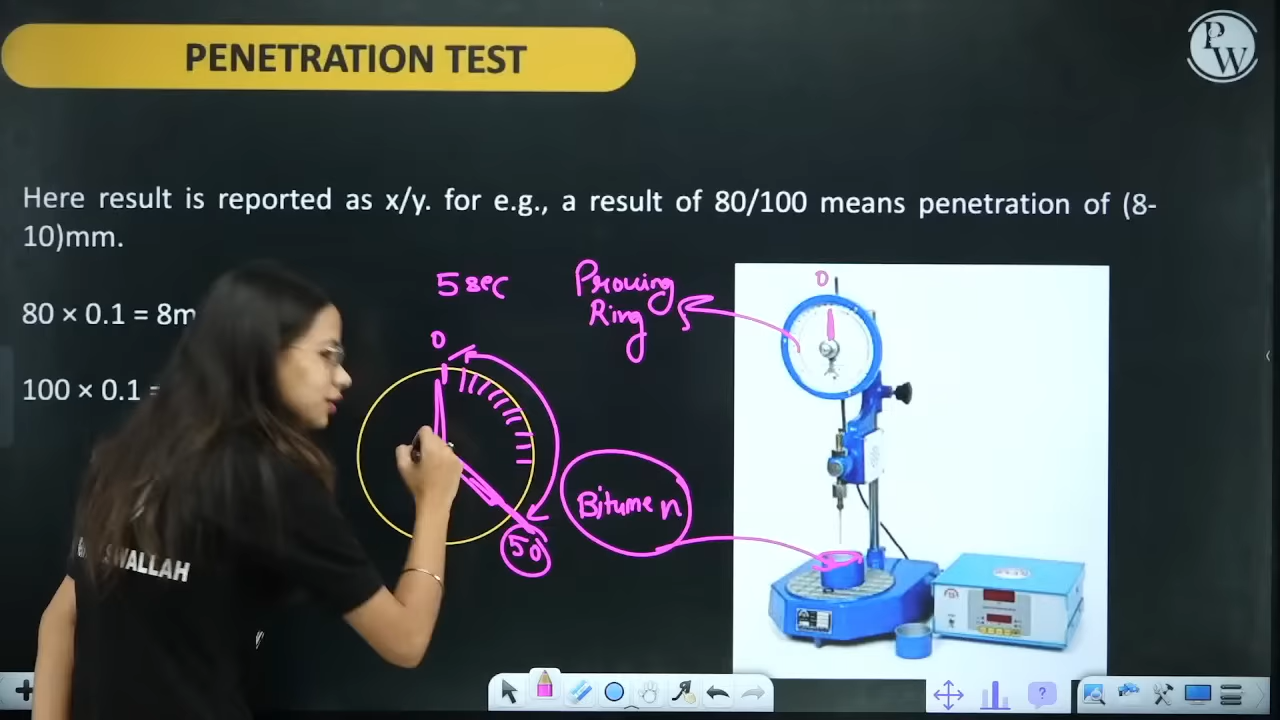 PENETRATION TEST
PW
Here result is reported as x/y. for e.g., a result of 80/100 means penetration of (8-
10)mm.
80 × 0.1 = 8m
100 × 0.1 =
5 sec
Proving
Ring
0
0
Bitumen
50
WALLAH